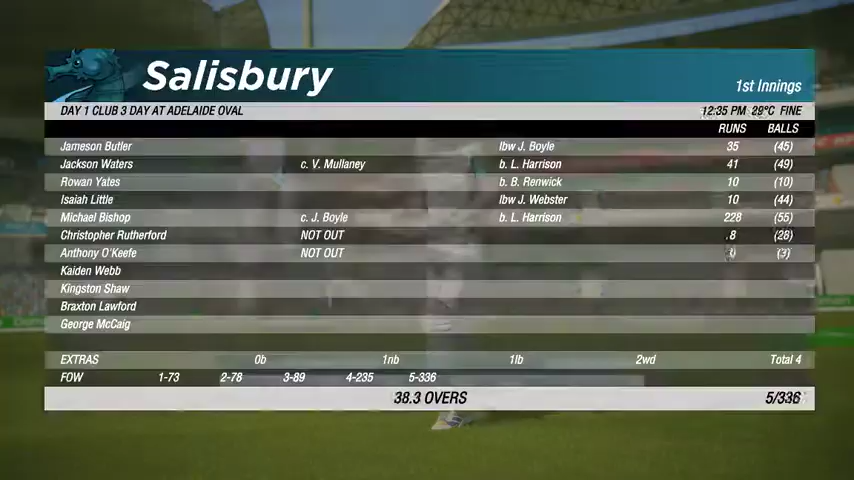 Salisbury
1st Innings
DAY 1 CLUB 3 DAY AT ADELAIDE OVAL 12:35 PM 29°C FINE
RUNS BALLS
Jameson Butler lbw J. Boyle 35 (45)
Jackson Waters c. V. Mullaney b. L. Harrison 41 (49)
Rowan Yates b. B. Renwick 10 (10)
Isaiah Little lbw J. Webster 10 (44)
Michael Bishop c. J. Boyle b. L. Harrison 228 (55)
Christopher Rutherford NOT OUT 8 (28)
Anthony O'Keefe NOT OUT
Kaiden Webb
Kingston Shaw
Braxton Lawford
George McCaig
EXTRAS 0b 1nb 1lb 2wd Total 4
FOW 1-73 2-78 3-89 4-235 5-336
38.3 OVERS 5/336